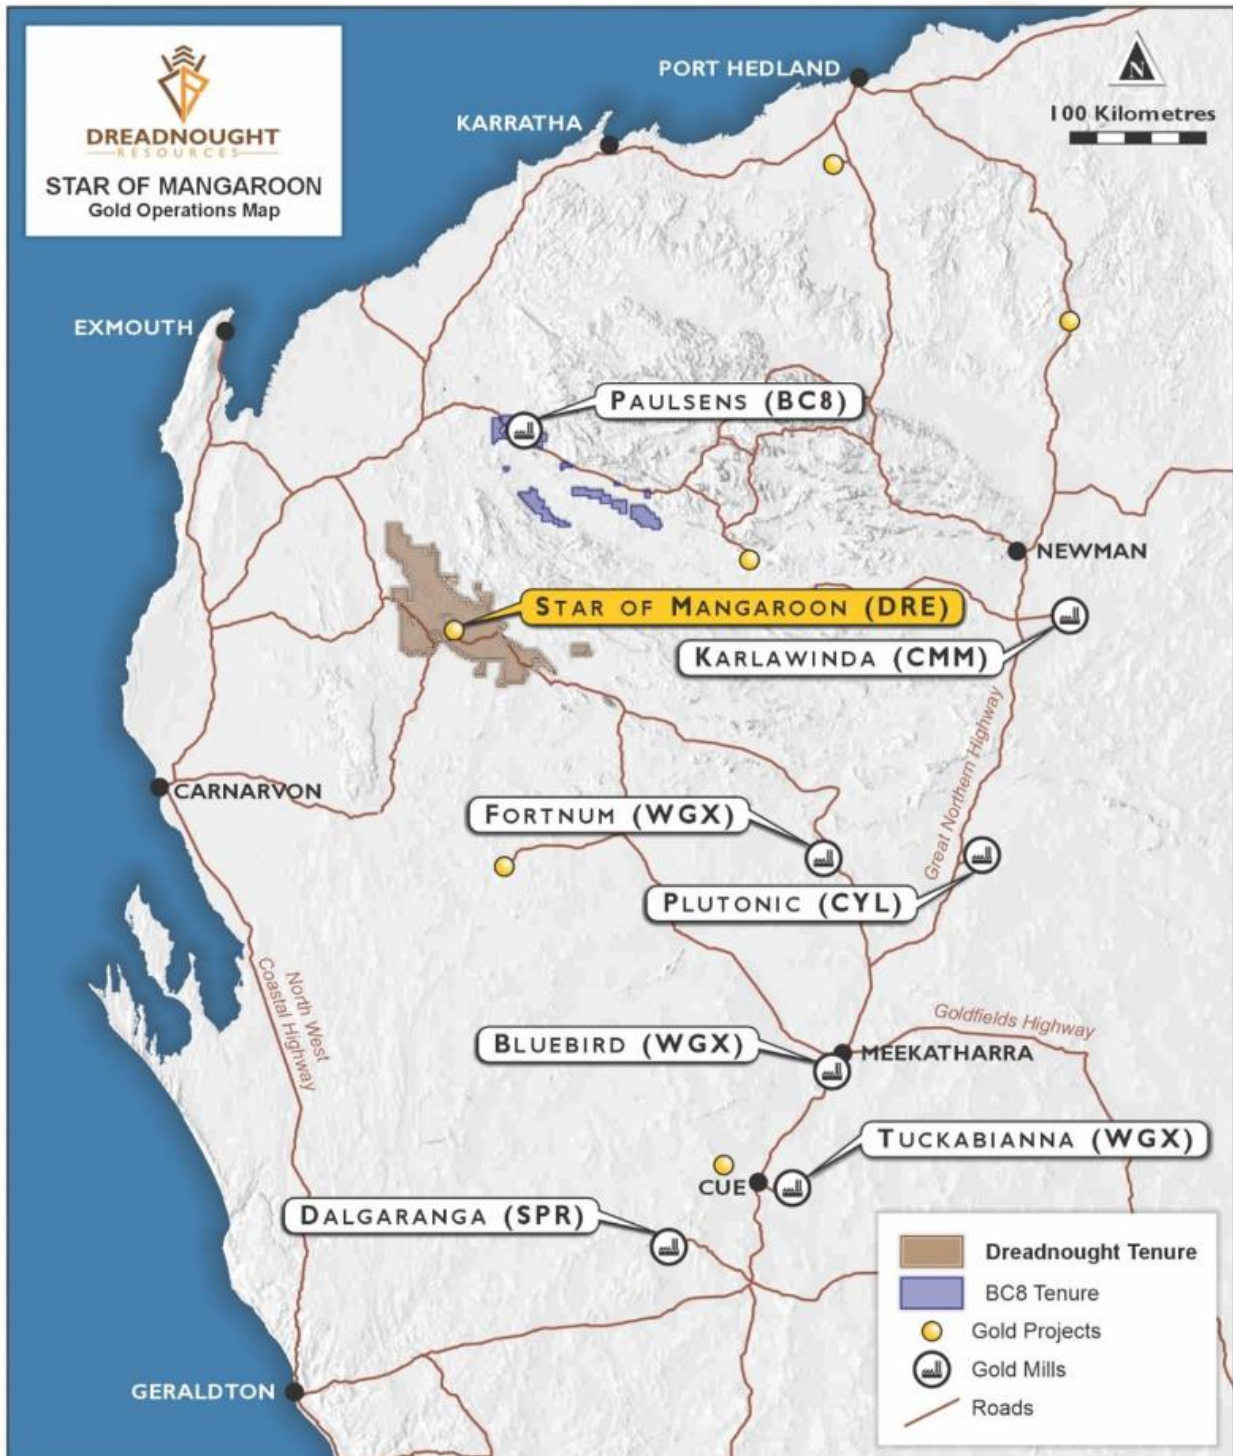 DREADNOUGHT
RESOURCES
STAR OF MANGAROON
Gold Operations Map
PORT HEDLAND
N
100 Kilometres
KARRATHA
EXMOUTH
PAULSENS (BC8)
NEWMAN
STAR OF MANGAROON (DRE)
KARLAWINDA (CMM)
Great Northern Highway
CARNARVON
FORTNUM (WGX)
PLUTONIC (CYL)
North West
Coastal Highway
Goldfields Highway
BLUEBIRD (WGX)
MEEKATHARRA
TUCKABIANNA (WGX)
CUE
DALGARANGA (SPR)
Dreadnought Tenure
BC8 Tenure
Gold Projects
Gold Mills
Roads
GERALDTON